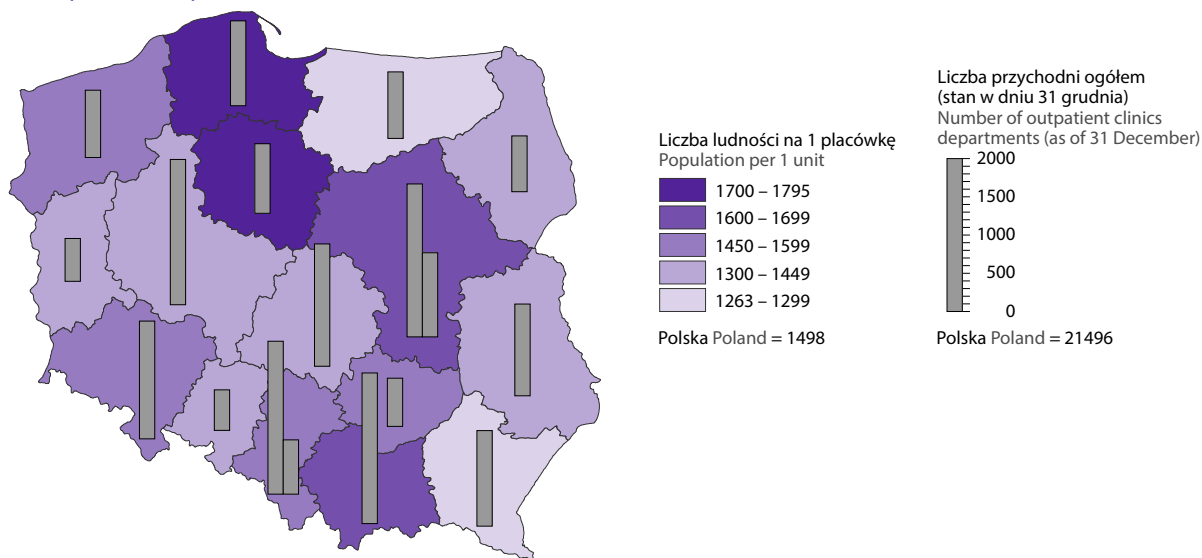 Liczba ludności na 1 placówkę
Population per 1 unit
1700 – 1795
1600 – 1699
1450 – 1599
1300 – 1449
1263 – 1299
Polska Poland = 1498
Liczba przychodni ogółem
(stan w dniu 31 grudnia)
Number of outpatient clinics
departments (as of 31 December)
2000
1500
1000
500
0
Polska Poland = 21496